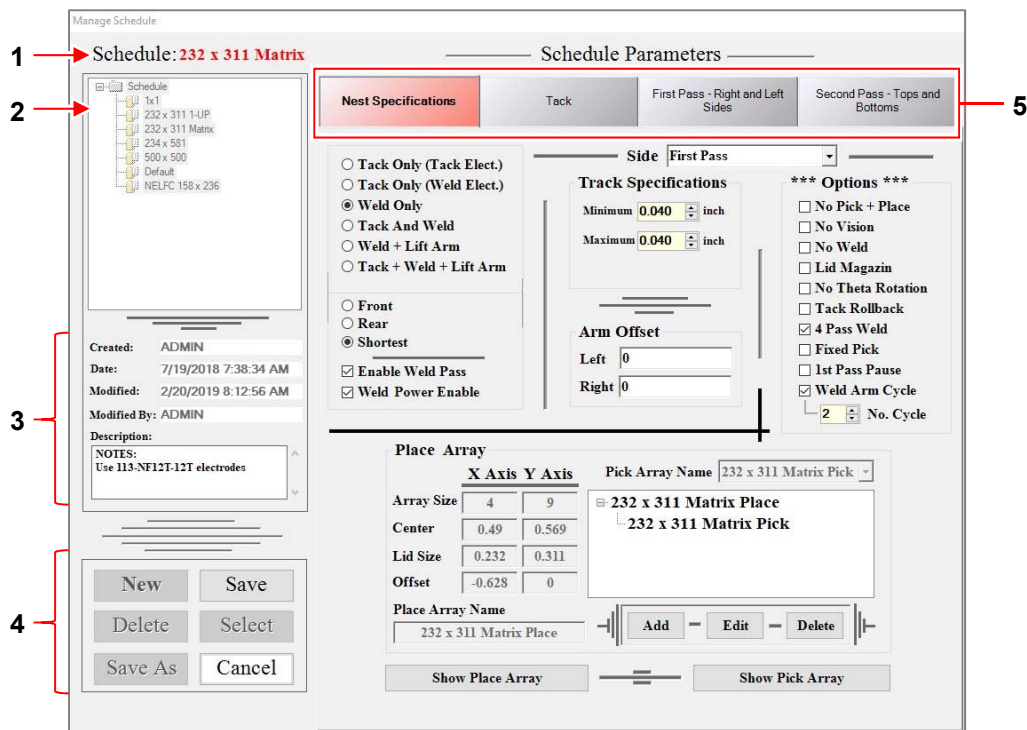 Manage Schedule
1
Schedule: 232 x 311 Matrix
Schedule Parameters
2
Schedule
1x1
232 x 311 1-UP
232 x 311 Matrix
234 x 581
500 x 500
Default
NELFC 158 x 236
Nest Specifications
Tack
First Pass - Right and Left Sides
Second Pass - Tops and Bottoms
5
Tack Only (Tack Elect.)
Tack Only (Weld Elect.)
Weld Only
Tack And Weld
Weld + Lift Arm
Tack + Weld + Lift Arm
Front
Rear
Shortest
Enable Weld Pass
Weld Power Enable
Side First Pass
Track Specifications
Minimum 0.040 inch
Maximum 0.040 inch
Arm Offset
Left 0
Right 0
*** Options ***
No Pick + Place
No Vision
No Weld
Lid Magazin
No Theta Rotation
Tack Rollback
4 Pass Weld
Fixed Pick
1st Pass Pause
Weld Arm Cycle
2 No. Cycle
3
Created: ADMIN
Date: 7/19/2018 7:38:34 AM
Modified: 2/20/2019 8:12:56 AM
Modified By: ADMIN
Description:
NOTES:
Use 113-NF12T-12T electrodes
4
New Save
Delete Select
Save As Cancel
Place Array
X Axis Y Axis
Array Size 4 9
Center 0.49 0.569
Lid Size 0.232 0.311
Offset -0.628 0
Place Array Name
232 x 311 Matrix Place
Pick Array Name 232 x 311 Matrix Pick
232 x 311 Matrix Place
232 x 311 Matrix Pick
Add Edit Delete
Show Place Array
Show Pick Array